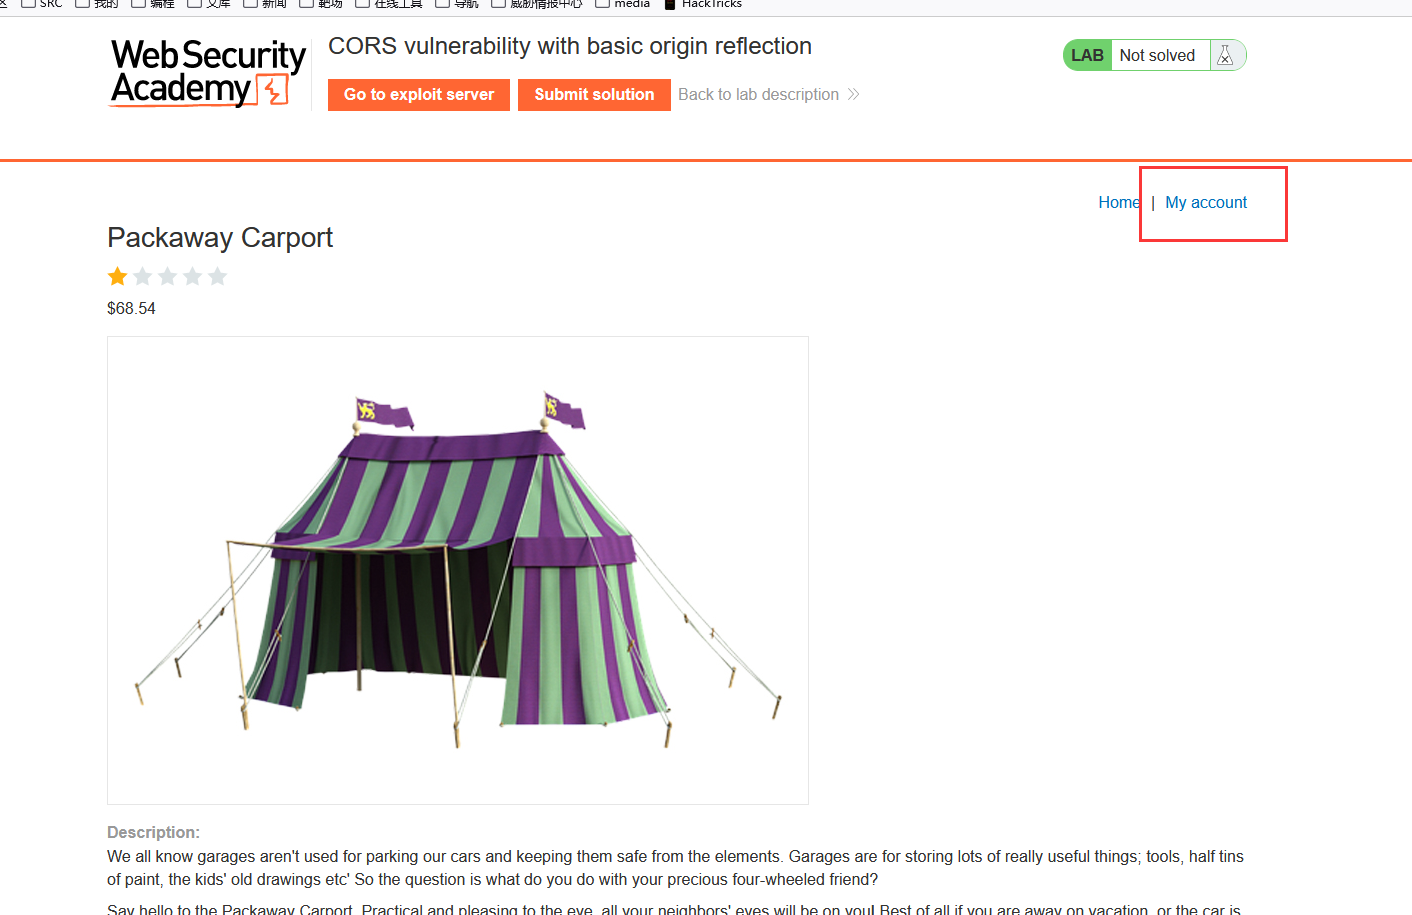 SRC 我的 编程 文库 新闻 靶场 在线工具 导航 威胁情报中心 media HackTricks
Web Security
Academy
CORS vulnerability with basic origin reflection
Go to exploit server
Submit solution
Back to lab description
LAB Not solved
Home | My account
Packaway Carport
$68.54
Description:
We all know garages aren't used for parking our cars and keeping them safe from the elements. Garages are for storing lots of really useful things; tools, half tins
of paint, the kids' old drawings etc' So the question is what do you do with your precious four-wheeled friend?
Say hello to the Packaway Carport. Practical and pleasing to the eye, all your neighbors' eyes will be on you! Best of all if you are away on vacation, or the car is